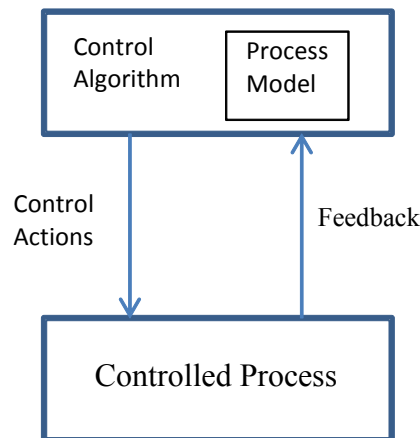 Control
Algorithm
Process
Model
Control
Actions
Feedback
Controlled Process